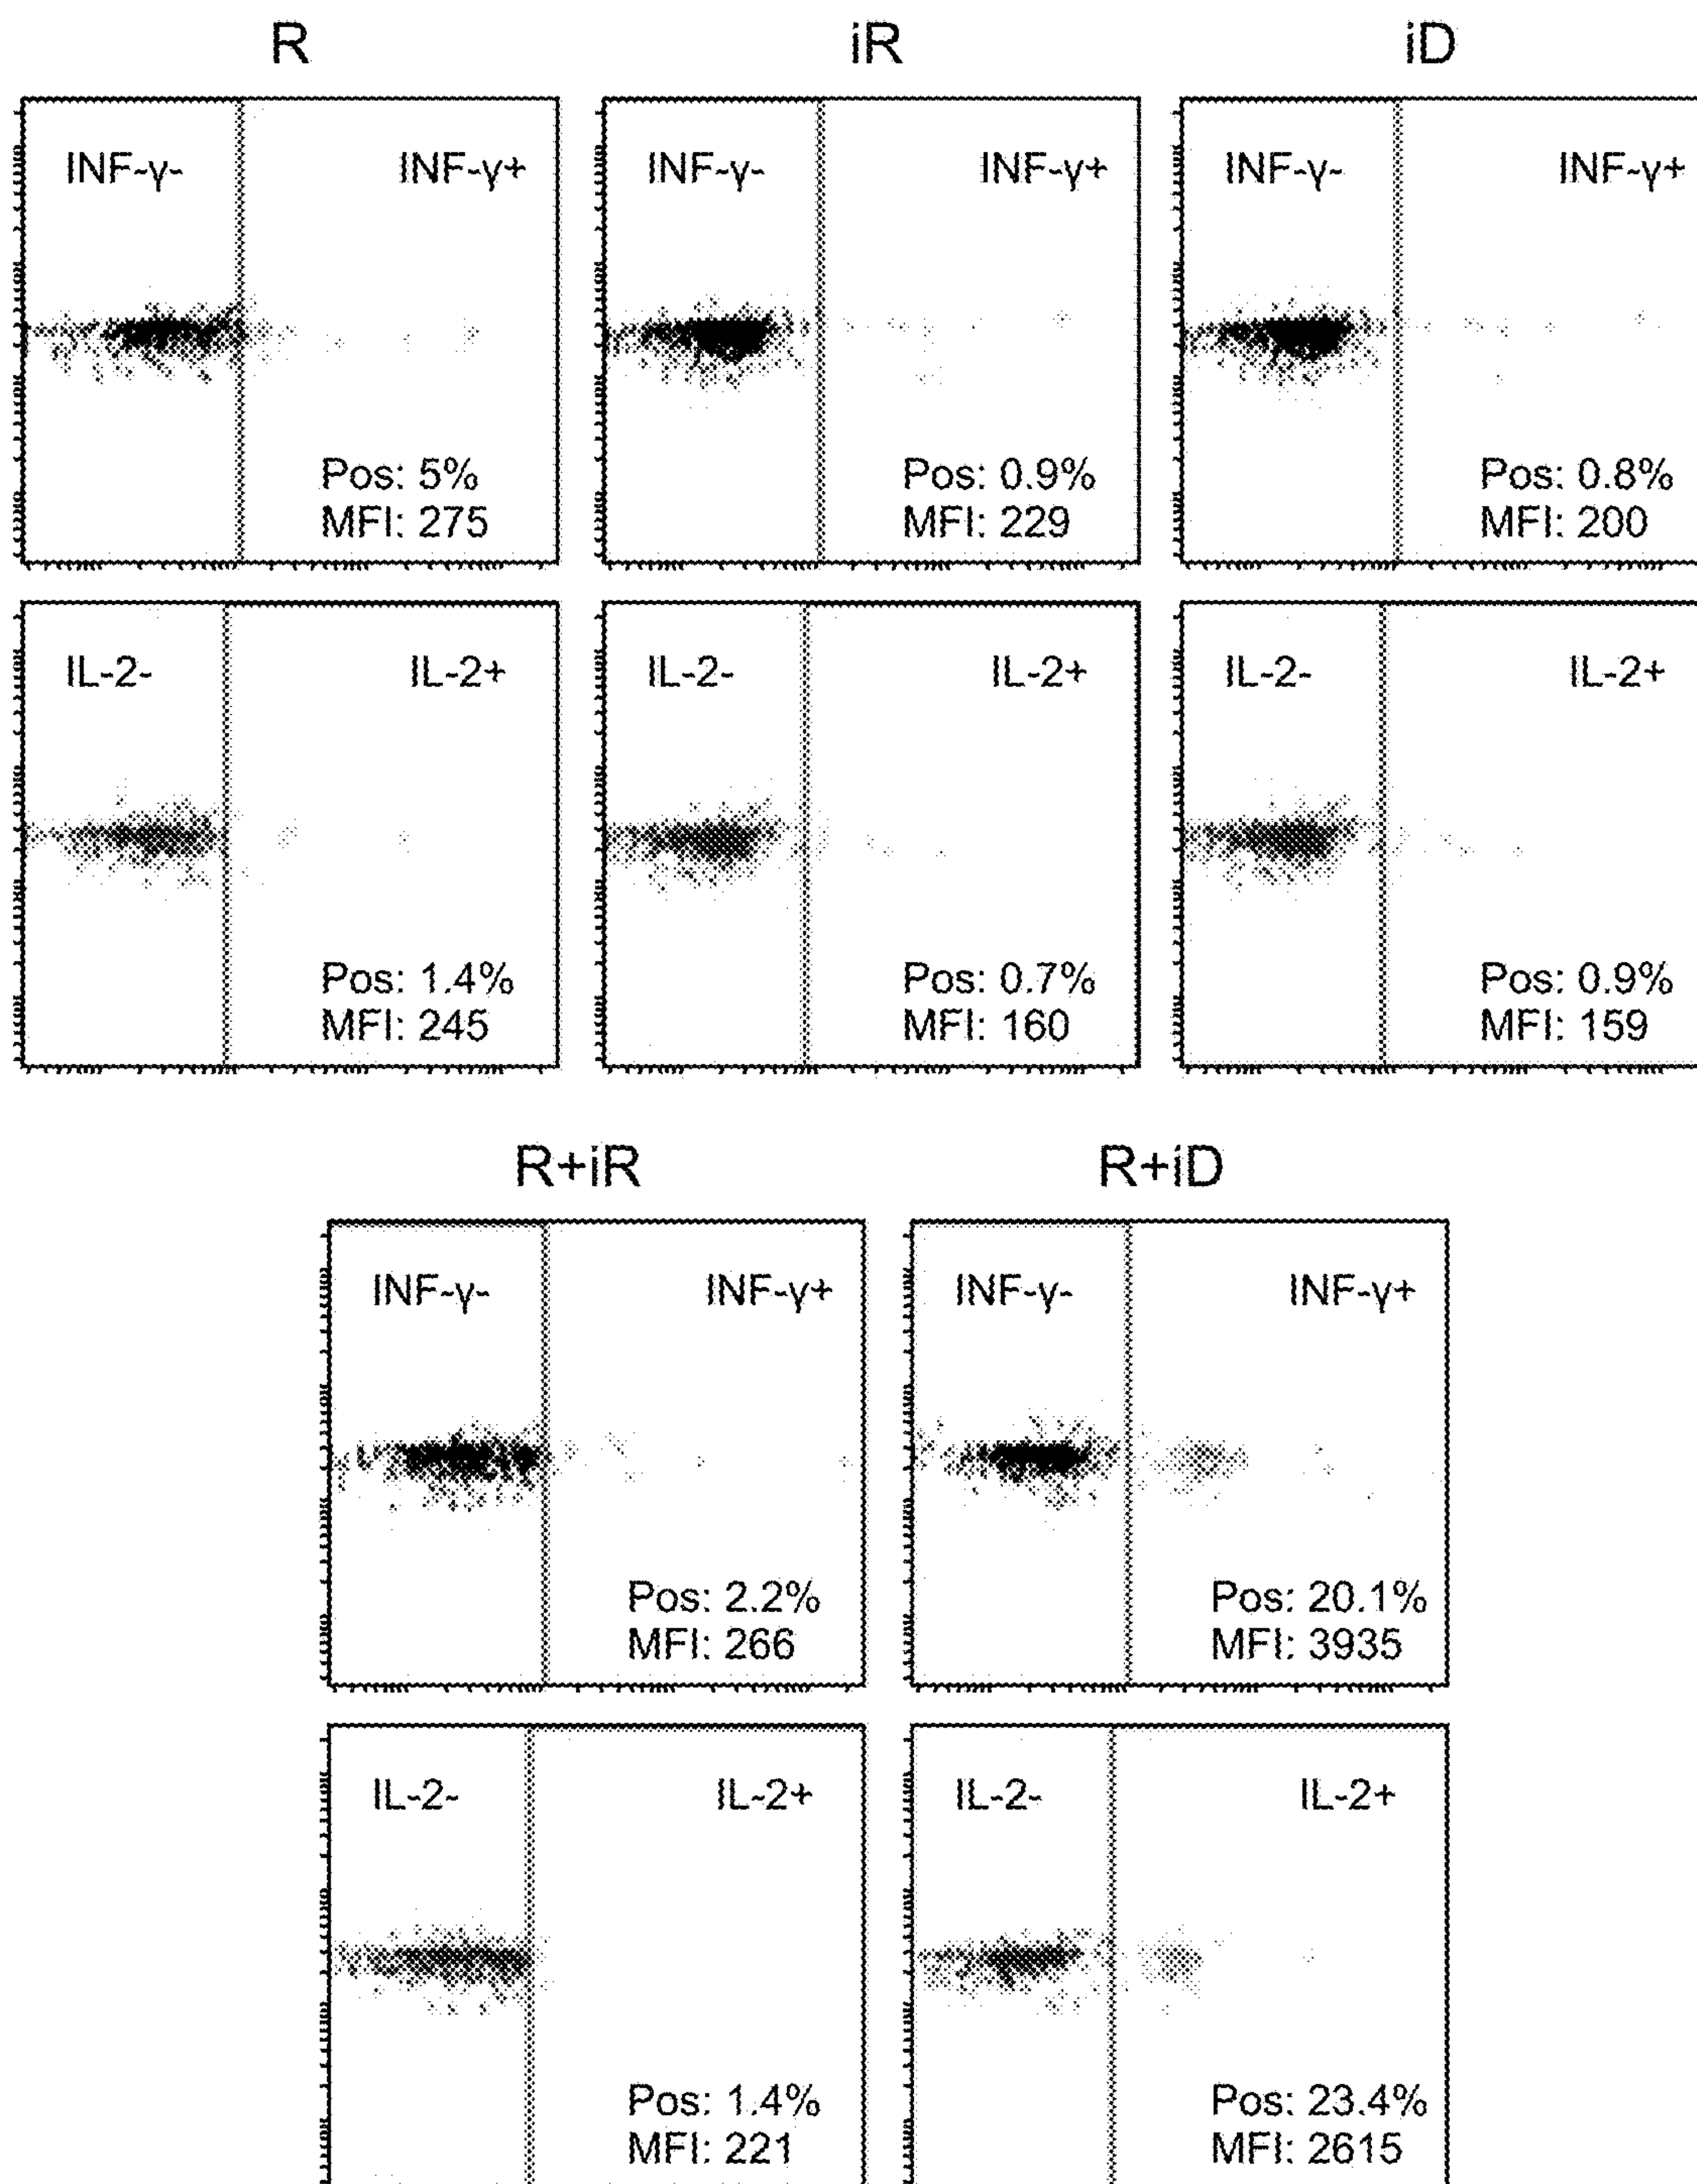 R
iR
iD
INF-γ-
INF-γ+
Pos: 5%
MFI: 275
INF-γ-
INF-γ+
Pos: 0.9%
MFI: 229
INF-γ-
INF-γ+
Pos: 0.8%
MFI: 200
IL-2-
IL-2+
Pos: 1.4%
MFI: 245
IL-2-
IL-2+
Pos: 0.7%
MFI: 160
IL-2-
IL-2+
Pos: 0.9%
MFI: 159
R+iR
R+iD
INF-γ-
INF-γ+
Pos: 2.2%
MFI: 266
INF-γ-
INF-γ+
Pos: 20.1%
MFI: 3935
IL-2-
IL-2+
Pos: 1.4%
MFI: 221
IL-2-
IL-2+
Pos: 23.4%
MFI: 2615